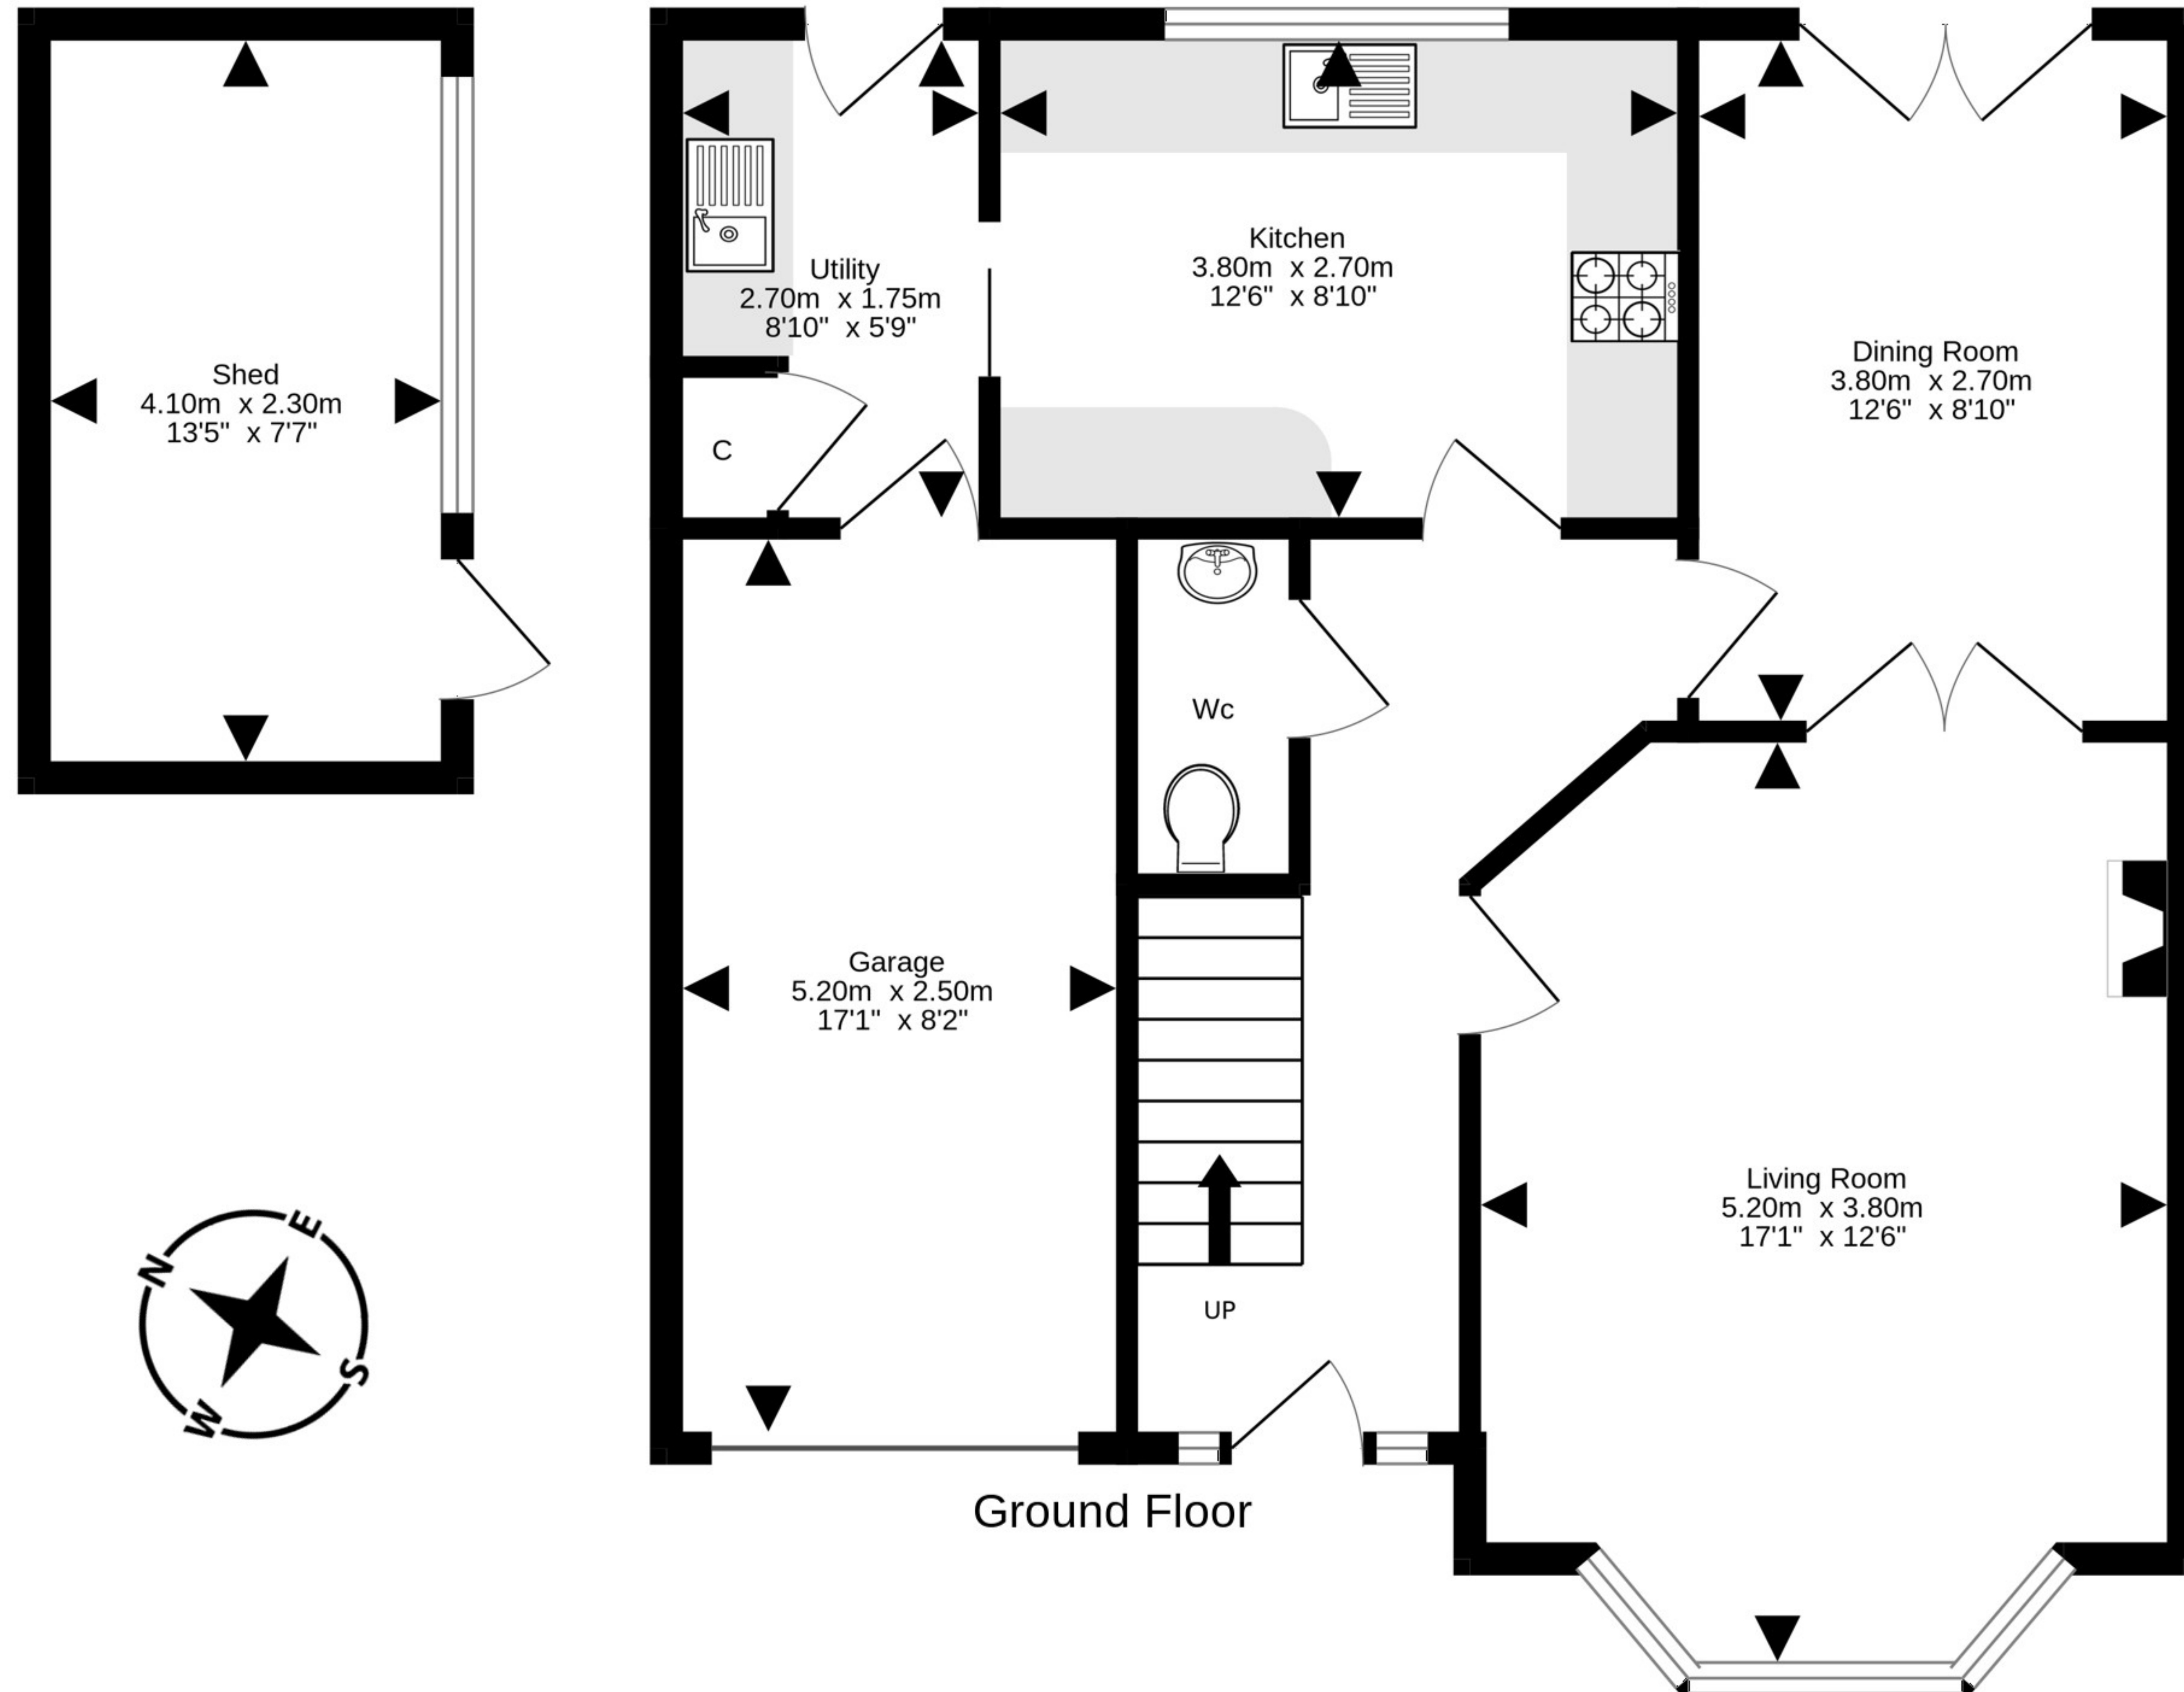 Utility
2.70m x 1.75m
8'10" x 5'9"
Kitchen
3.80m x 2.70m
12'6" x 8'10"
Dining Room
3.80m x 2.70m
12'6" x 8'10"
Shed
4.10m x 2.30m
13'5" x 7'7"
C
Wc
Garage
5.20m x 2.50m
17'1" x 8'2"
Living Room
5.20m x 3.80m
17'1" x 12'6"
N
E
S
W
UP
Ground Floor